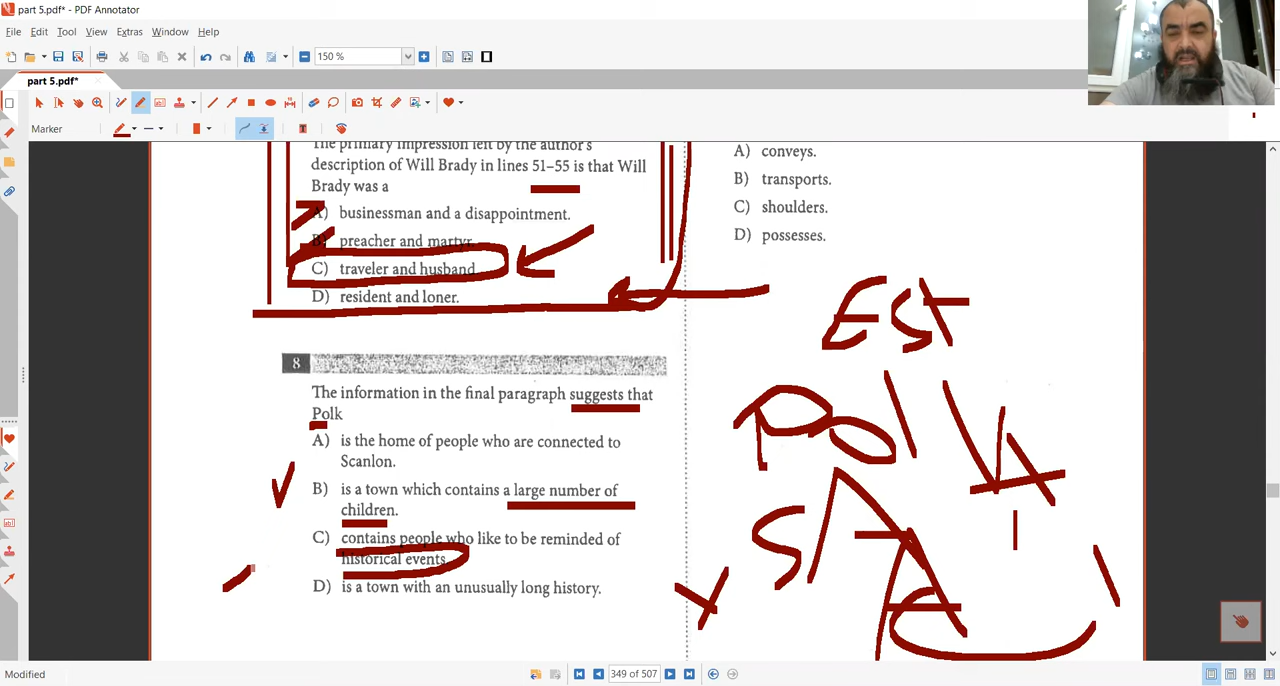 part 5.pdf* - PDF Annotator
File Edit Tool View Extras Window Help
150 %
part 5.pdf*
Marker
The primary impression left by the author's
description of Will Brady in lines 51–55 is that Will
Brady was a
A) businessman and a disappointment.
B) preacher and martyr.
C) traveler and husband
D) resident and loner.
8
The information in the final paragraph suggests that
Polk
A) is the home of people who are connected to
Scanlon.
B) is a town which contains a large number of
children.
C) contains people who like to be reminded of
historical events
D) is a town with an unusually long history.
A) conveys.
B) transports.
C) shoulders.
D) possesses.
EST
Modified
349 of 507